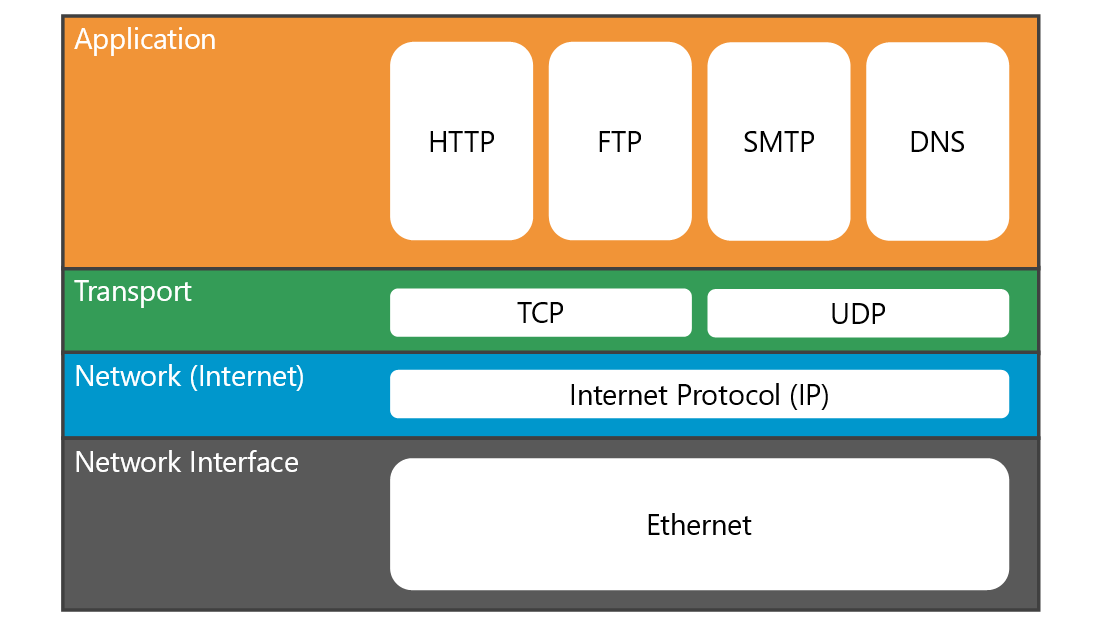 Application
HTTP
FTP
SMTP
DNS
Transport
TCP
UDP
Network (Internet)
Internet Protocol (IP)
Network Interface
Ethernet